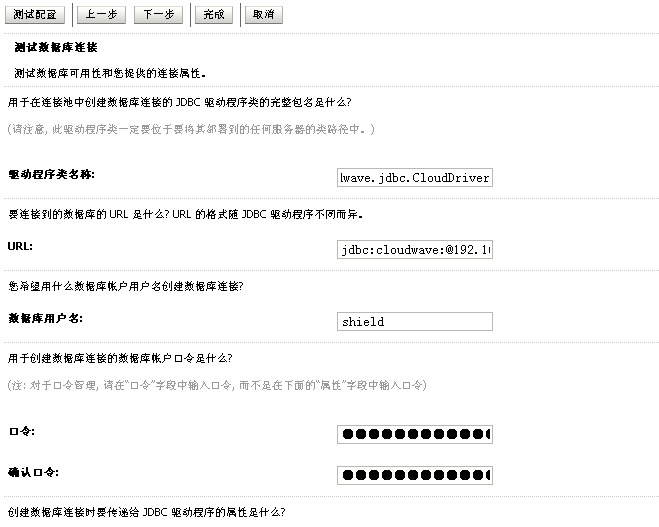 测试配置 上一步 下一步 完成 取消
测试数据库连接
测试数据库可用性和您提供的连接属性。
用于在连接池中创建数据库连接的 JDBC 驱动程序类的完整包名是什么?
(请注意, 此驱动程序类一定要位于要将其部署到的任何服务器的类路径中。)
驱动程序类名称: wave.jdbc.CloudDriver
要连接到的数据库的 URL 是什么? URL 的格式随 JDBC 驱动程序不同而异。
URL: jdbc:cloudwave:@192.1
您希望用什么数据库帐户用户名创建数据库连接?
数据库用户名: shield
用于创建数据库连接的数据库帐户口令是什么?
(注: 对于口令管理, 请在“口令”字段中输入口令, 而不是在下面的“属性”字段中输入口令)
口令:
确认口令:
创建数据库连接时要传递给 JDBC 驱动程序的属性是什么?